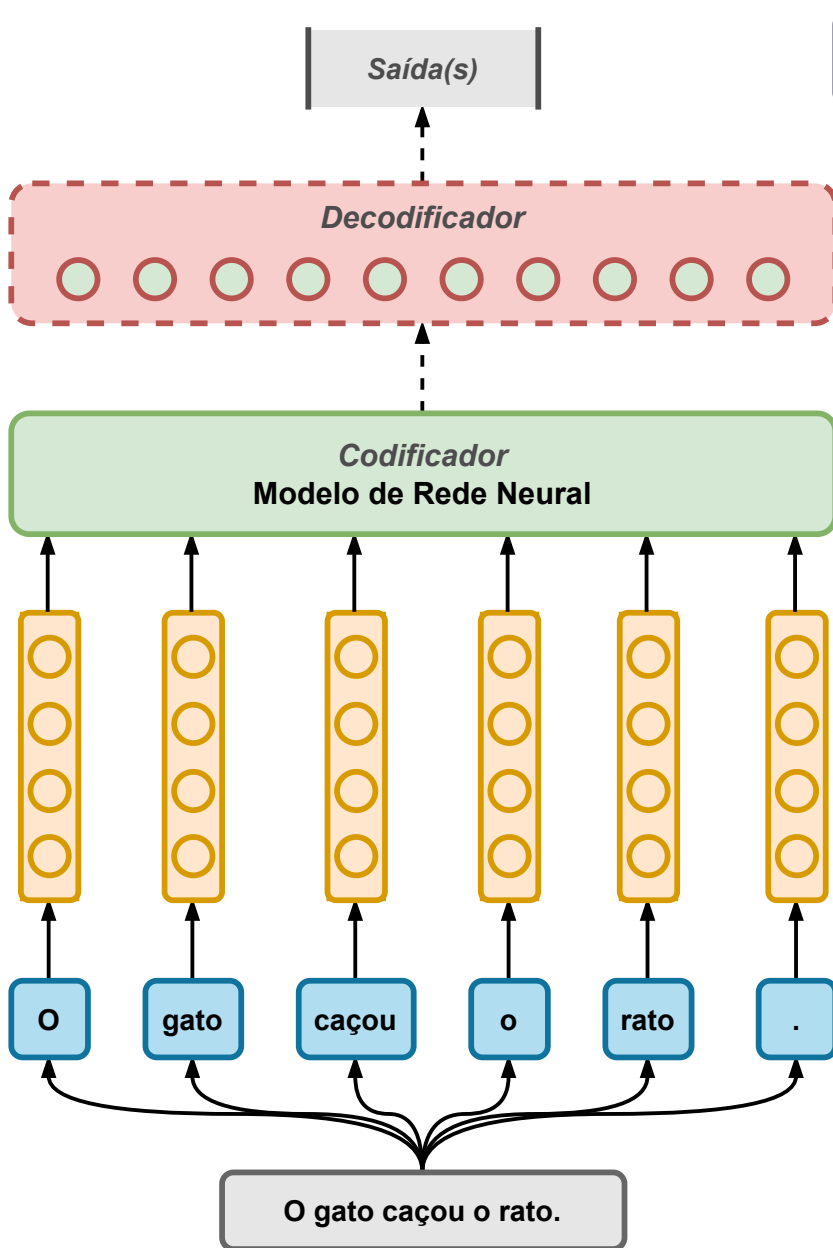 Saída(s)
Decodificador
Codificador
Modelo de Rede Neural
O gato caçou o rato .
O gato caçou o rato.